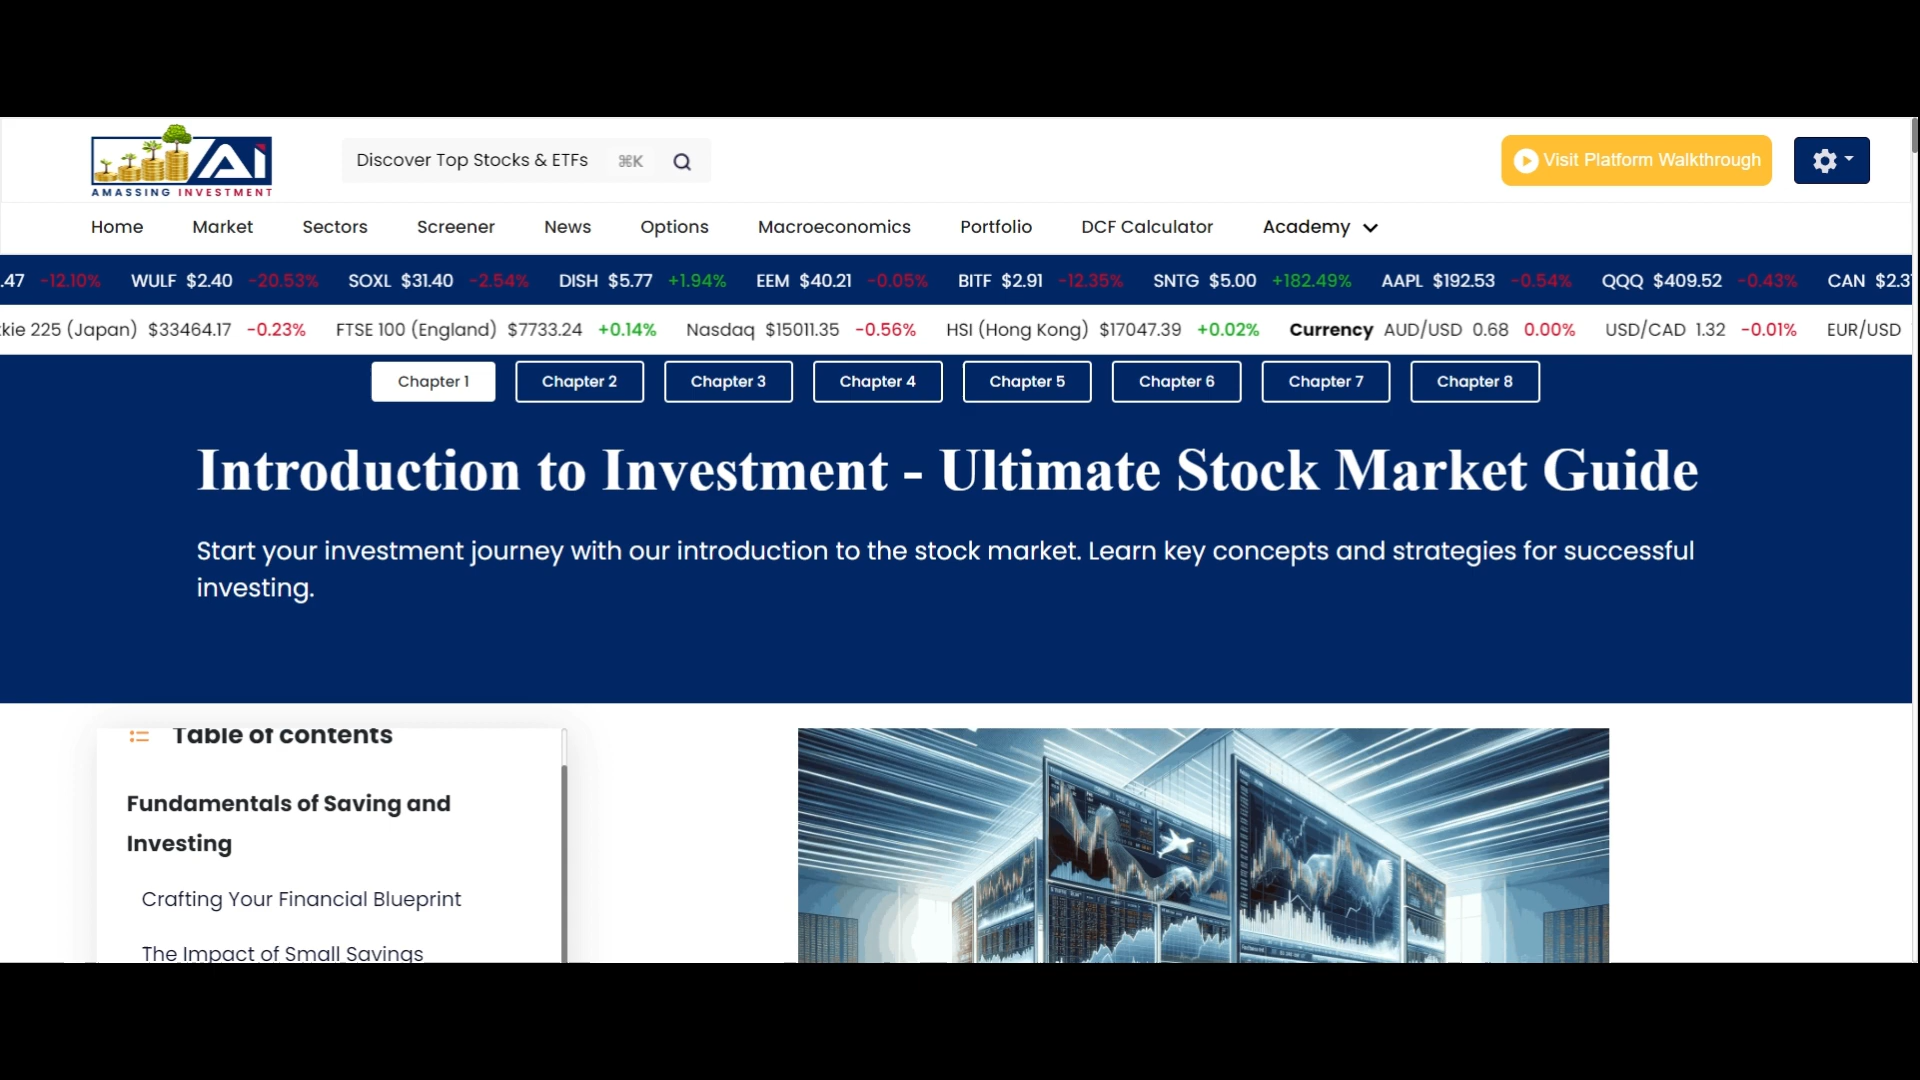 AI
AMASSING INVESTMENT
Discover Top Stocks & ETFs ⌘K
Visit Platform Walkthrough
Home Market Sectors Screener News Options Macroeconomics Portfolio DCF Calculator Academy
.47 -12.10% WULF $2.40 -20.53% SOXL $31.40 -2.54% DISH $5.77 +1.94% EEM $40.21 -0.05% BITF $2.91 -12.35% SNTG $5.00 +182.49% AAPL $192.53 -0.54% QQQ $409.52 -0.43% CAN $2.3
kie 225 (Japan) $33464.17 -0.23% FTSE 100 (England) $7733.24 +0.14% Nasdaq $15011.35 -0.56% HSI (Hong Kong) $17047.39 +0.02% Currency AUD/USD 0.68 0.00% USD/CAD 1.32 -0.01% EUR/USD
Chapter 1 Chapter 2 Chapter 3 Chapter 4 Chapter 5 Chapter 6 Chapter 7 Chapter 8
Introduction to Investment - Ultimate Stock Market Guide
Start your investment journey with our introduction to the stock market. Learn key concepts and strategies for successful
investing.
Table of contents
Fundamentals of Saving and
Investing
Crafting Your Financial Blueprint
The Impact of Small Savings